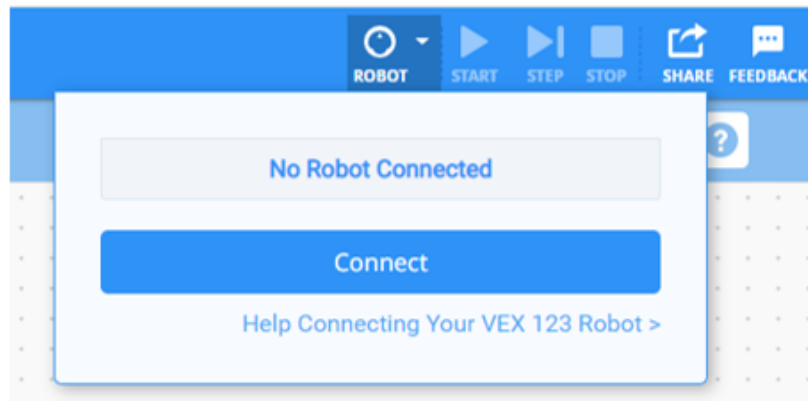 ROBOT START STEP STOP SHARE FEEDBACK
?
No Robot Connected
Connect
Help Connecting Your VEX 123 Robot >